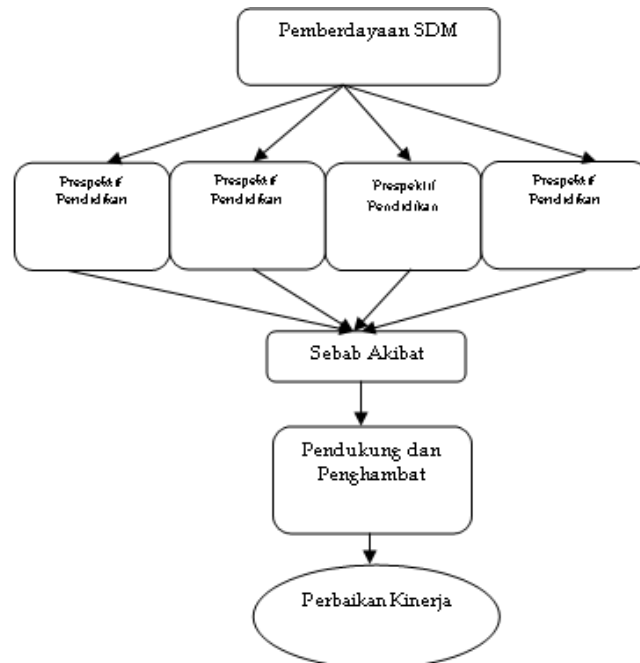 Pemberdayaan SDM
Prespektif
Pendidikan
Prespektif
Pendidikan
Prespektif
Pendidikan
Prespektif
Pendidikan
Sebab Akibat
Pendukung dan
Penghambat
Perbaikan Kinerja